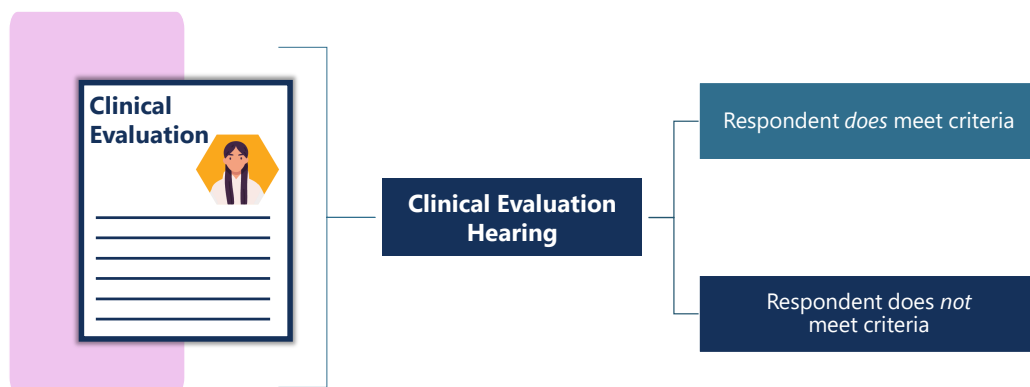 Clinical
Evaluation
Clinical Evaluation
Hearing
Respondent does meet criteria
Respondent does not
meet criteria